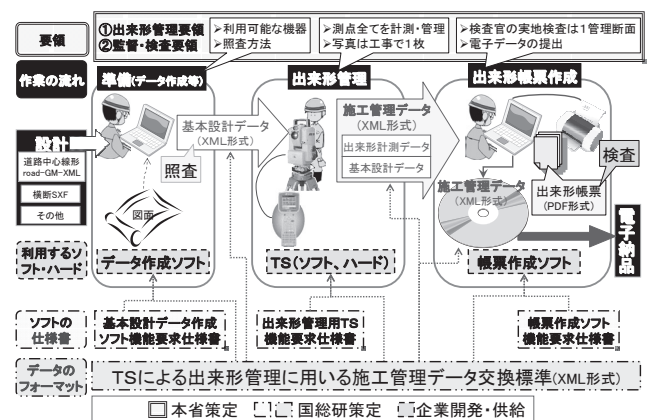 要領
①出来形管理要領
②監督・検査要領
➢利用可能な機器
➢照査方法
➢測点全てを計測・管理
➢写真は工事で1枚
➢検査官の実地検査は1管理断面
➢電子データの提出
作業の流れ
準備(データ作成等)
出来形管理
出来形帳票作成
設計
道路中心線形
road-GM-XML
横断SXF
その他
基本設計データ
(XML形式)
照査
図面
施工管理データ
(XML形式)
出来形計測データ
基本設計データ
施工管理データ
(XML形式)
出来形帳票
(PDF形式)
検査
電子納品
利用するソ
フト・ハード
データ作成ソフト
TS(ソフト、ハード)
帳票作成ソフト
ソフトの
仕様書
基本設計データ作成
ソフト機能要求仕様書
出来形管理用TS
機能要求仕様書
帳票作成ソフト
機能要求仕様書
データの
フォーマット
TSによる出来形管理に用いる施工管理データ交換標準(XML形式)
本省策定 国総研策定 企業開発・供給